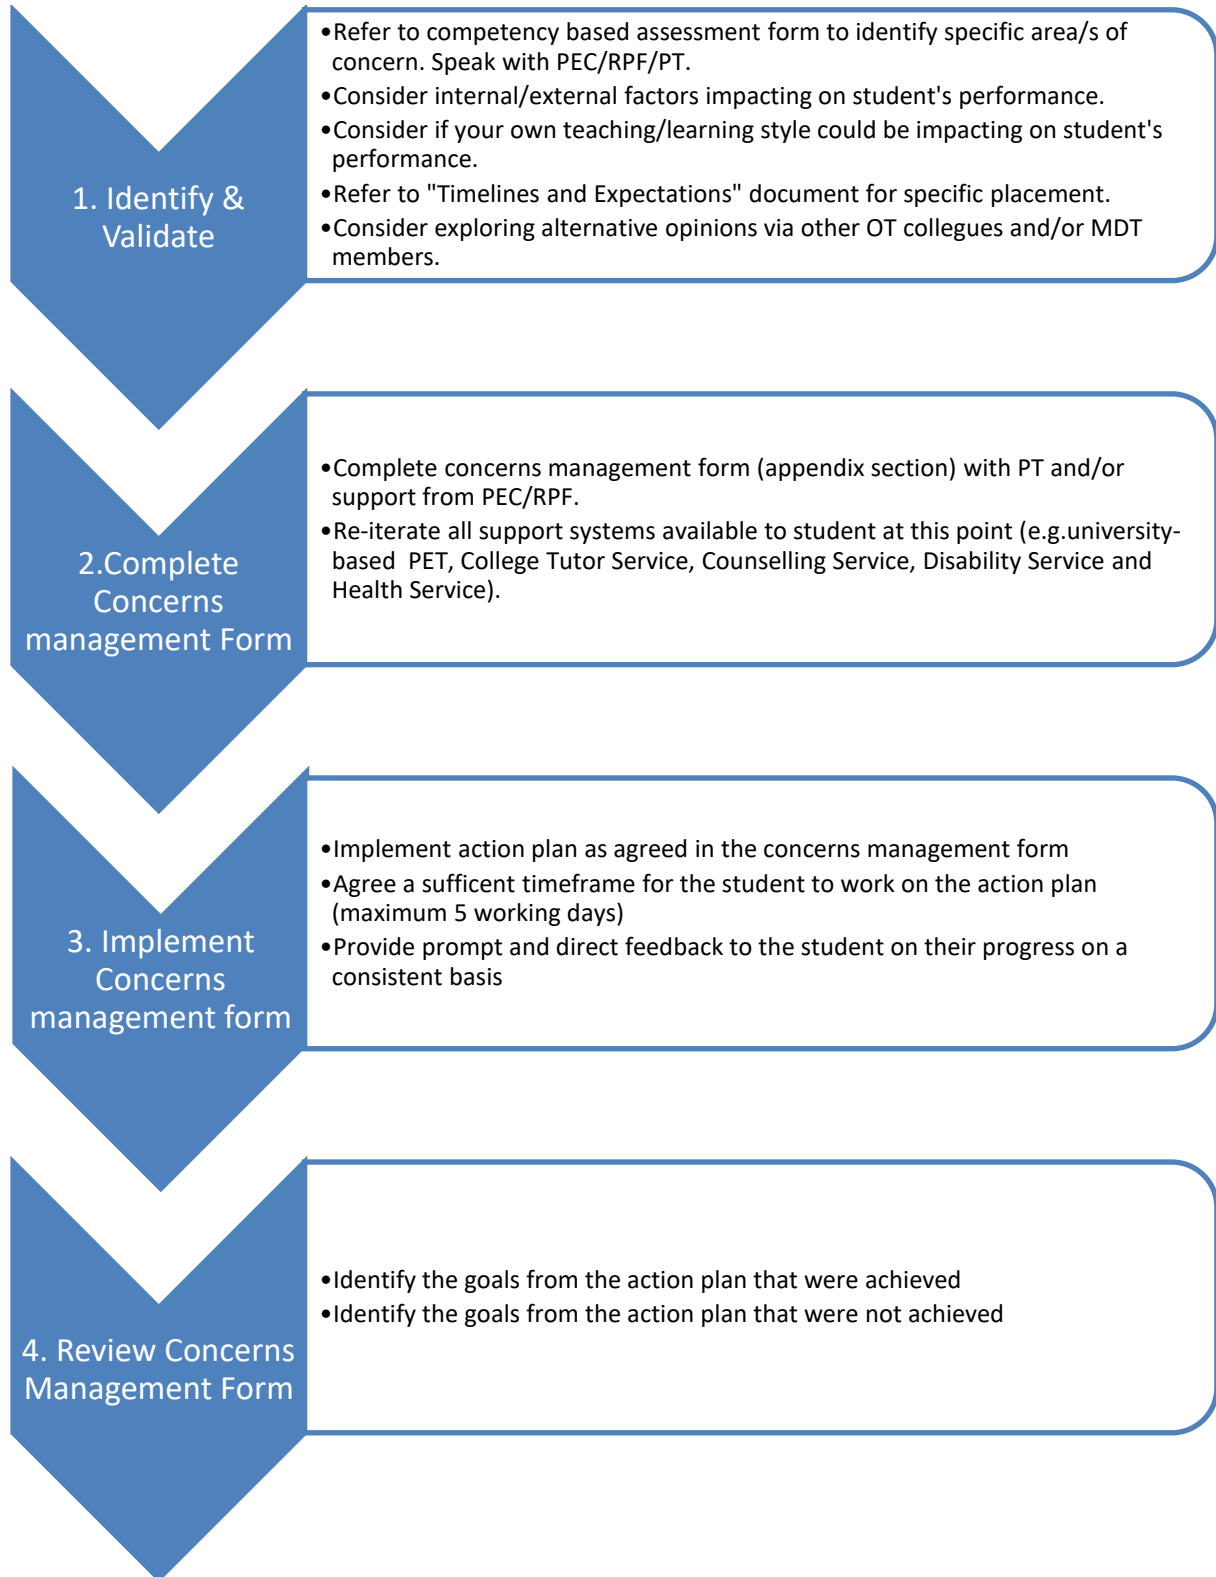 1. Identify &
Validate
•Refer to competency based assessment form to identify specific area/s of
concern. Speak with PEC/RPF/PT.
•Consider internal/external factors impacting on student's performance.
•Consider if your own teaching/learning style could be impacting on student's
performance.
•Refer to "Timelines and Expectations" document for specific placement.
•Consider exploring alternative opinions via other OT collegues and/or MDT
members.
2.Complete
Concerns
management Form
•Complete concerns management form (appendix section) with PT and/or
support from PEC/RPF.
•Re-iterate all support systems available to student at this point (e.g.university-
based  PET, College Tutor Service, Counselling Service, Disability Service and
Health Service).
3. Implement
Concerns
management form
•Implement action plan as agreed in the concerns management form
•Agree a sufficent timeframe for the student to work on the action plan
(maximum 5 working days)
•Provide prompt and direct feedback to the student on their progress on a
consistent basis
4. Review Concerns
Management Form
•Identify the goals from the action plan that were achieved
•Identify the goals from the action plan that were not achieved